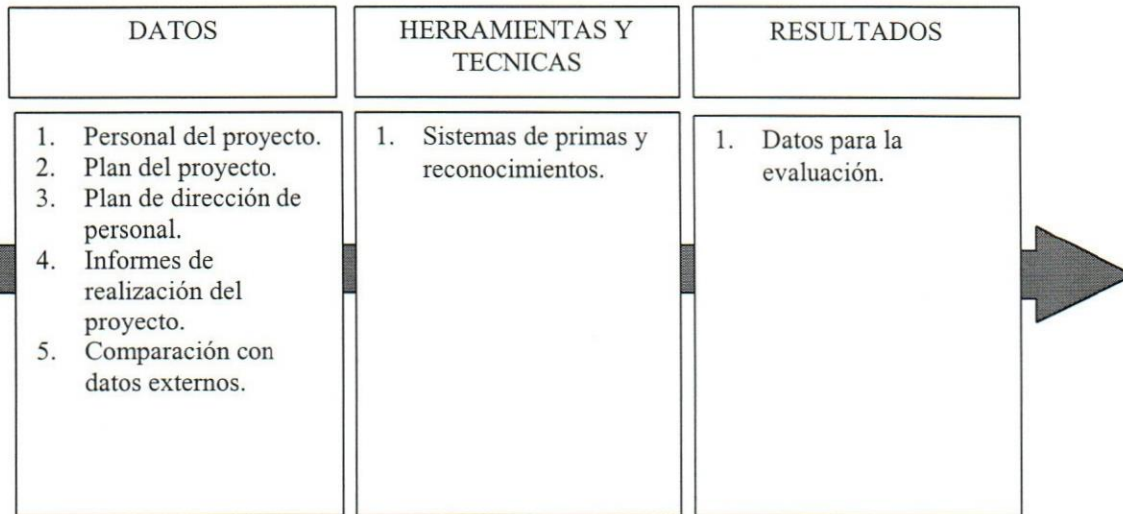 DATOS
HERRAMIENTAS Y
TECNICAS
RESULTADOS
1. Personal del proyecto.
2. Plan del proyecto.
3. Plan de dirección de
personal.
4. Informes de
realización del
proyecto.
5. Comparación con
datos externos.
1. Sistemas de primas y
reconocimientos.
1. Datos para la
evaluación.